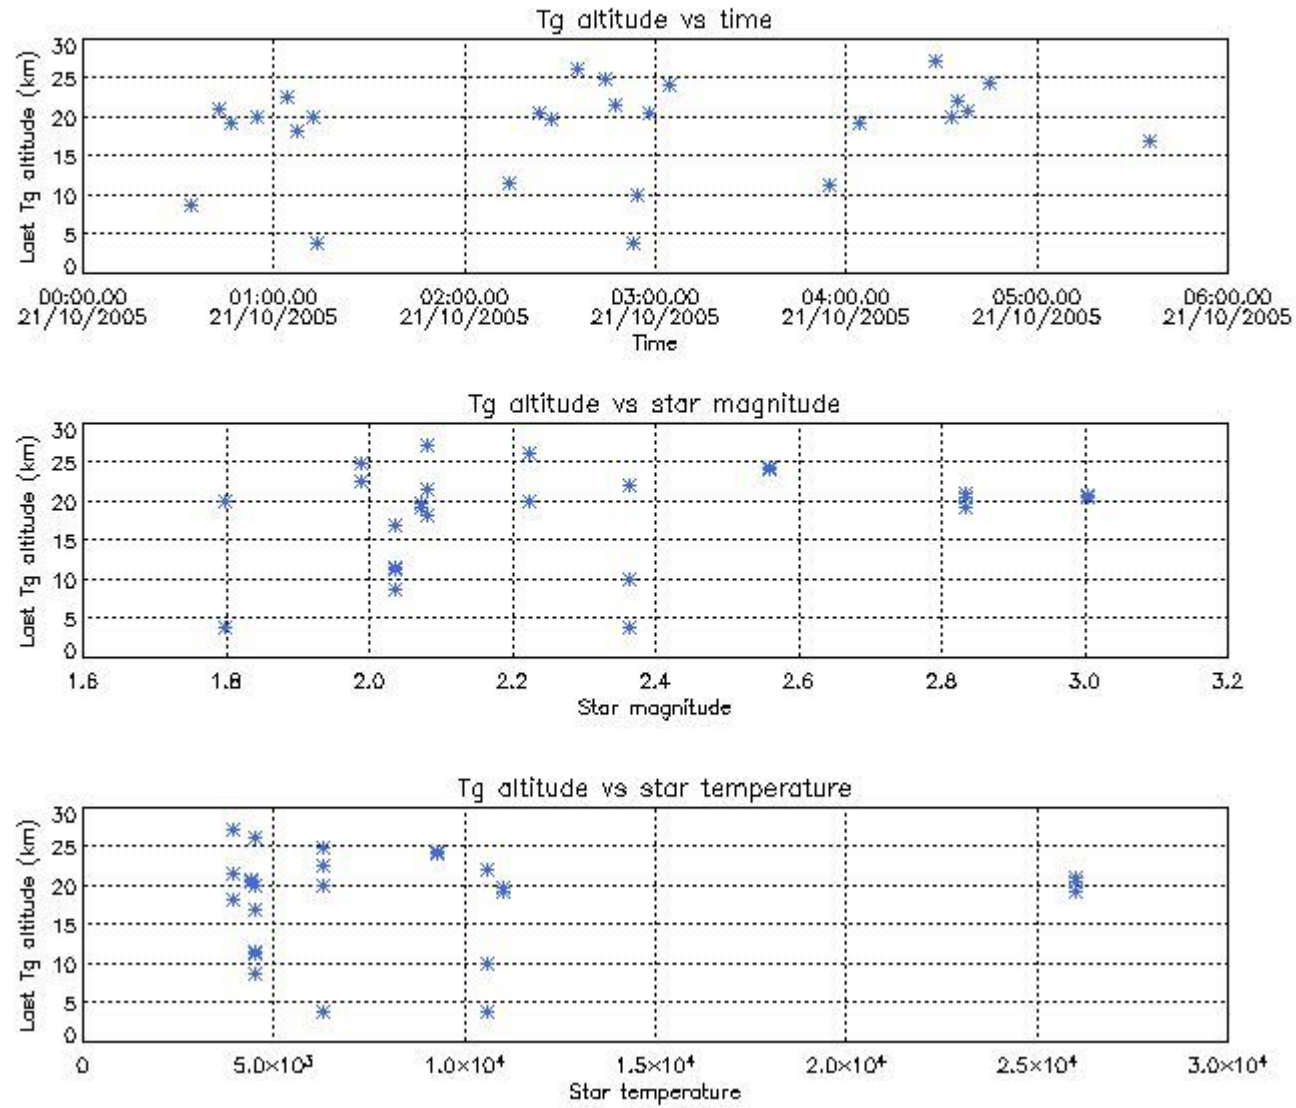 Tg altitude vs time
Last Tg altitude (km)
30
25
20
15
10
5
0
00:00.00 01:00.00 02:00.00 03:00.00 04:00.00 05:00.00 06:00.00
21/10/2005 21/10/2005 21/10/2005 21/10/2005 21/10/2005 21/10/2005 21/10/2005
Time
Tg altitude vs star magnitude
Last Tg altitude (km)
30
25
20
15
10
5
0
1.6 1.8 2.0 2.2 2.4 2.6 2.8 3.0 3.2
Star magnitude
Tg altitude vs star temperature
Last Tg altitude (km)
30
25
20
15
10
5
0
0 5.0×10³ 1.0×10⁴ 1.5×10⁴ 2.0×10⁴ 2.5×10⁴ 3.0×10⁴
Star temperature